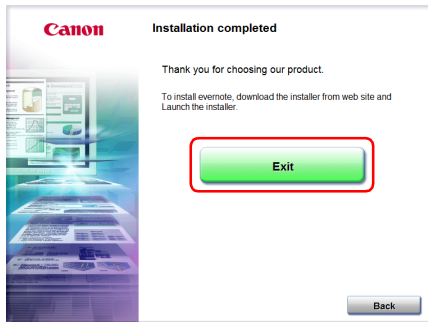 Canon
Installation completed
Thank you for choosing our product.
To install evernote, download the installer from web site and
Launch the installer.
Exit
Back